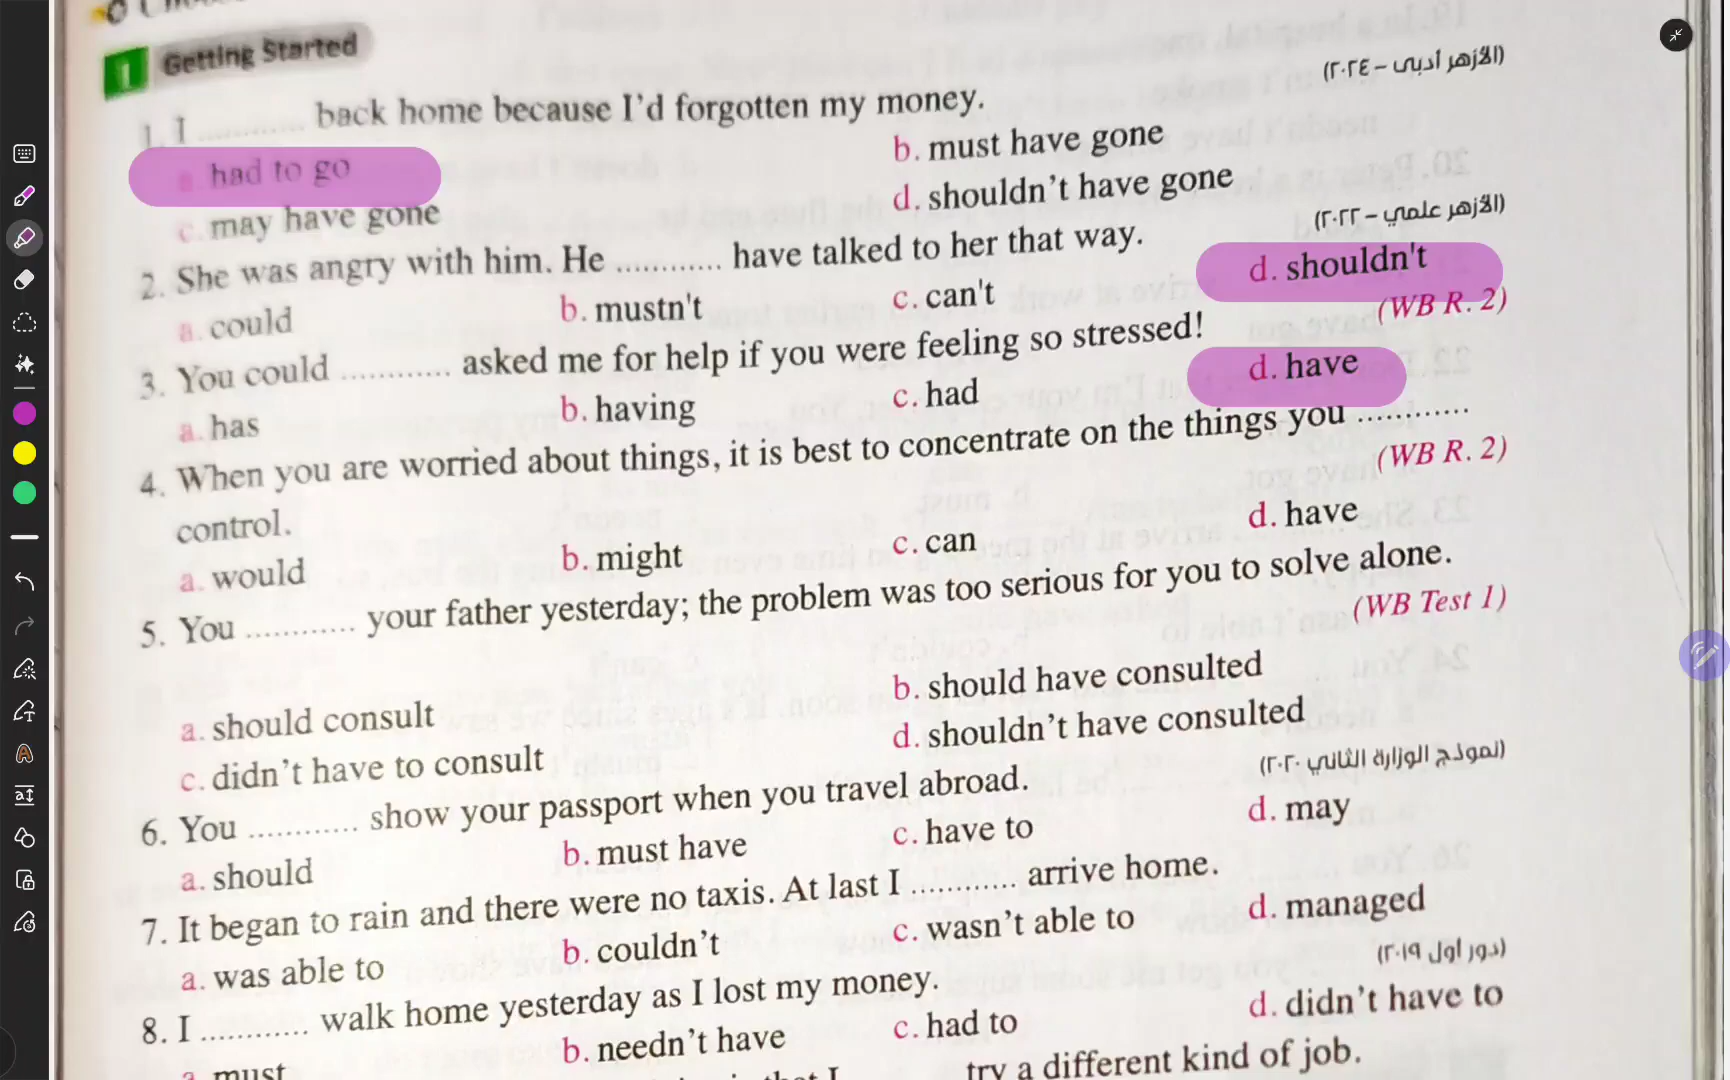 1 Getting Started
(الأزهر أدبى - ٢٠٢٤)
1. I ............ back home because I'd forgotten my money.
a. had to go
b. must have gone
c. may have gone
d. shouldn't have gone
(الأزهر علمي - ٢٠٢٢)
2. She was angry with him. He ............ have talked to her that way.
a. could
b. mustn't
c. can't
d. shouldn't
(WB R. 2)
3. You could ............ asked me for help if you were feeling so stressed!
a. has
b. having
c. had
d. have
4. When you are worried about things, it is best to concentrate on the things you ............
control.
(WB R. 2)
a. would
b. might
c. can
d. have
5. You ............ your father yesterday; the problem was too serious for you to solve alone.
(WB Test 1)
a. should consult
b. should have consulted
c. didn't have to consult
d. shouldn't have consulted
(نموذج الوزارة الثاني ٢٠٢٠)
6. You ............ show your passport when you travel abroad.
a. should
b. must have
c. have to
d. may
7. It began to rain and there were no taxis. At last I ............ arrive home.
a. was able to
b. couldn't
c. wasn't able to
d. managed
(دور أول ٢٠١٩)
8. I ............ walk home yesterday as I lost my money.
a. must
b. needn't have
c. had to
d. didn't have to
that I
try a different kind of job.